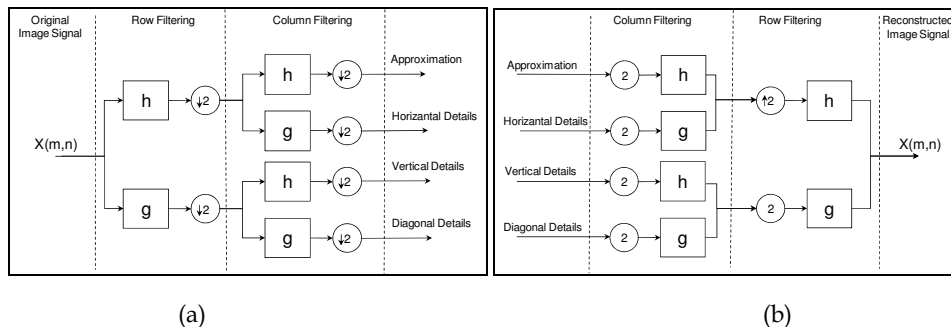 Original
Image Signal
Row Filtering
Column Filtering
h
↓2
h
↓2
Approximation
g
↓2
Horizantal Details
X(m,n)
g
↓2
h
↓2
Vertical Details
g
↓2
Diagonal Details
(a)
Column Filtering
Row Filtering
Reconstructed
Image Signal
Approximation
2
h
↑2
h
Horizantal Details
2
g
X(m,n)
Vertical Details
2
h
2
g
Diagonal Details
2
g
(b)